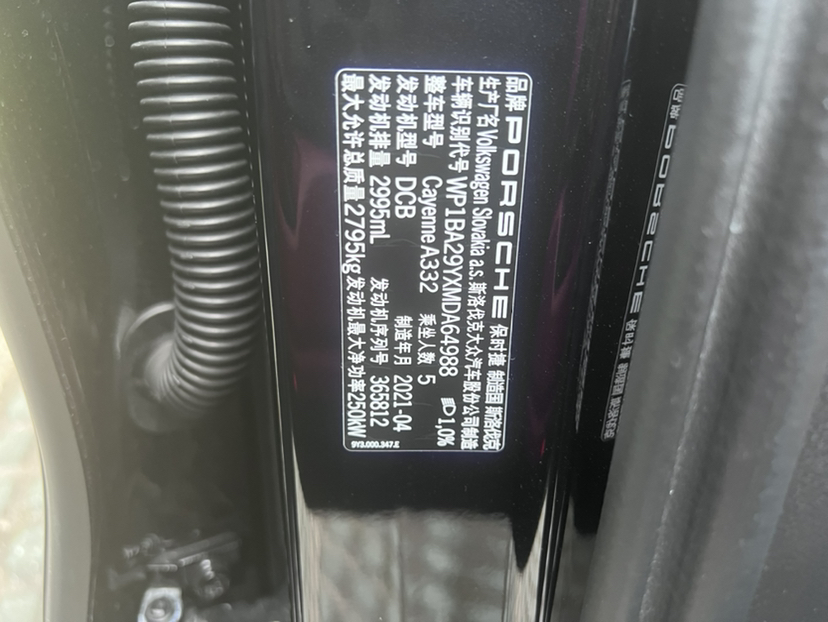 品牌 PORSCHE 保时捷 制造国 斯洛伐克
生产厂名 Volkswagen Slovakia a.s. 斯洛伐克大众汽车股份公司制造
车辆识别代号 WP1BA29YXMDA64988 1,0%
整车型号 Cayenne A332 乘坐人数 5
发动机型号 DCB 制造年月 2021-04
发动机排量 2995mL 发动机序列号 365812
最大允许总质量 2795kg 发动机最大净功率 250kW
9Y3.000.347.E